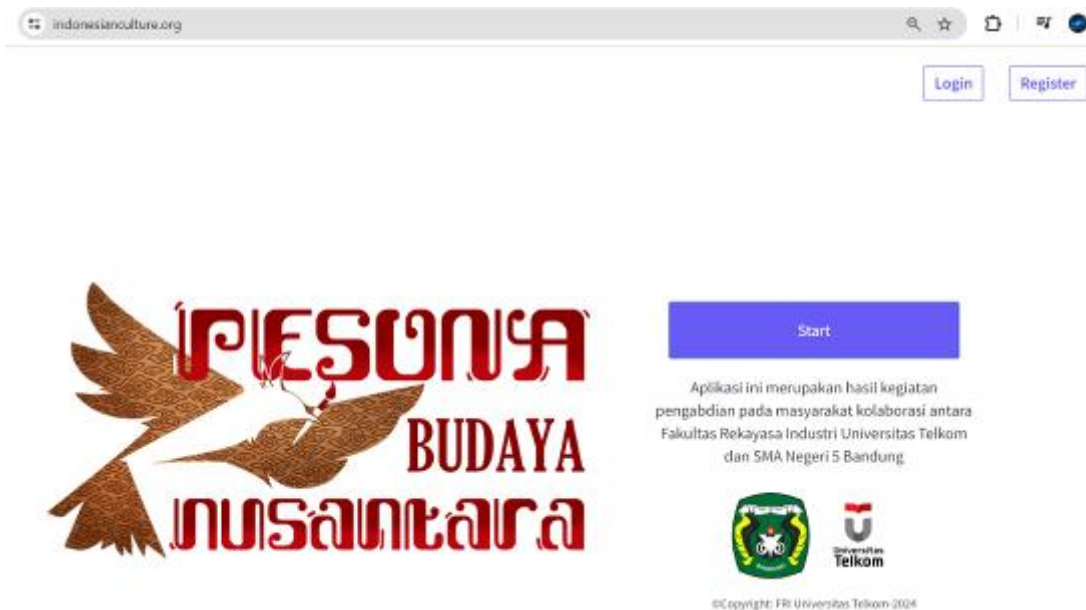 indonesianculture.org
Login
Register
PESONA
BUDAYA
nusantara
Start
Aplikasi ini merupakan hasil kegiatan
pengabdian pada masyarakat kolaborasi antara
Fakultas Rekayasa Industri Universitas Telkom
dan SMA Negeri 5 Bandung
Universitas
Telkom
©Copyright: FRI Universitas Telkom-2024